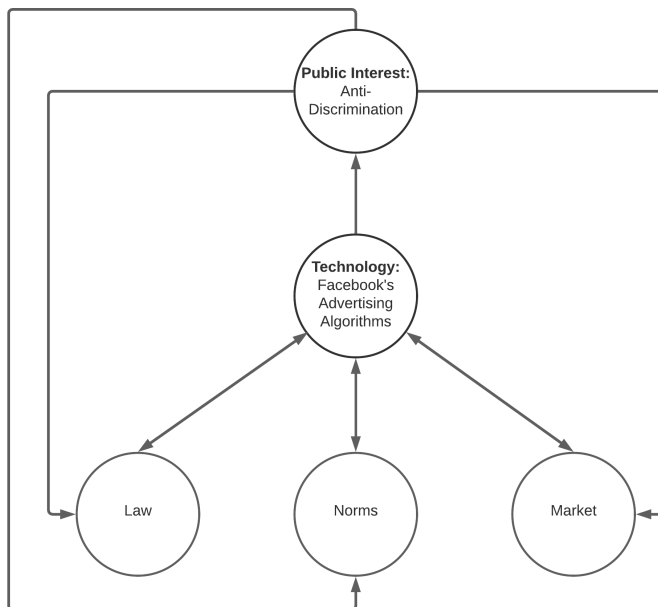 Public Interest:
Anti-
Discrimination
Technology:
Facebook's
Advertising
Algorithms
Law
Norms
Market